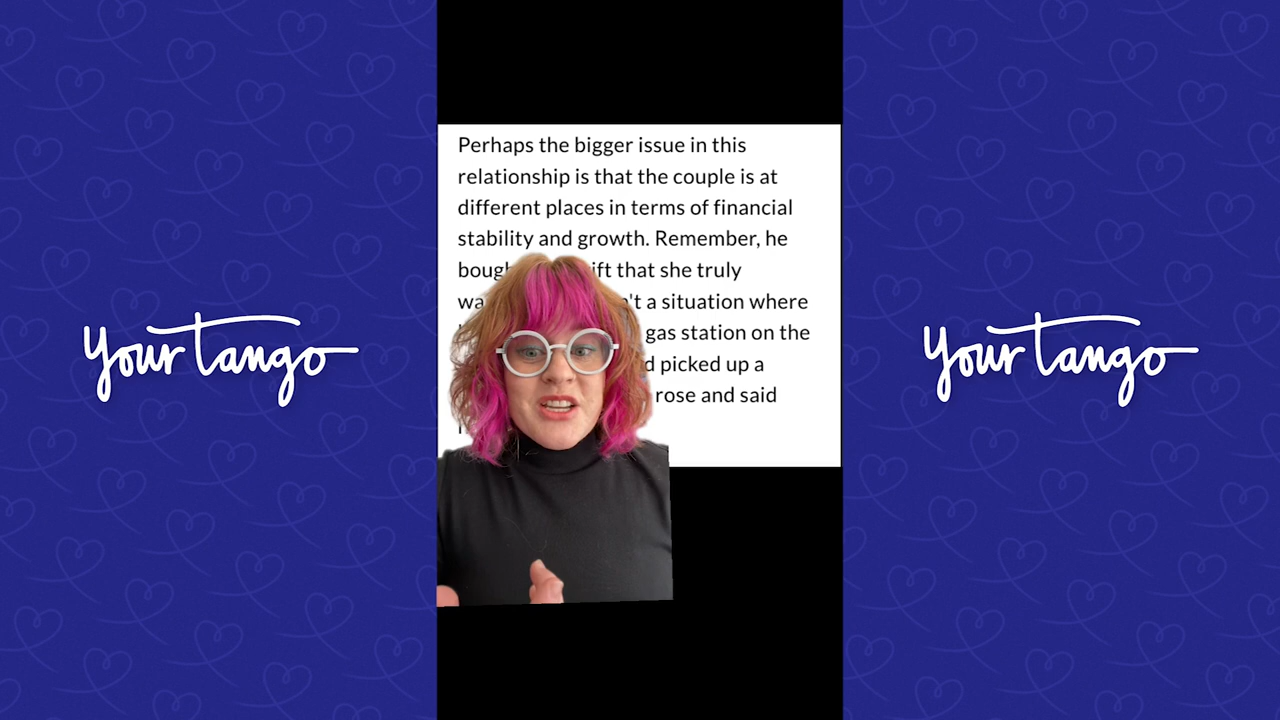 Perhaps the bigger issue in this
relationship is that the couple is at
different places in terms of financial
stability and growth. Remember, he
ift that she truly
't a situation where
gas station on the
picked up a
rose and said
Your tango
Your tango